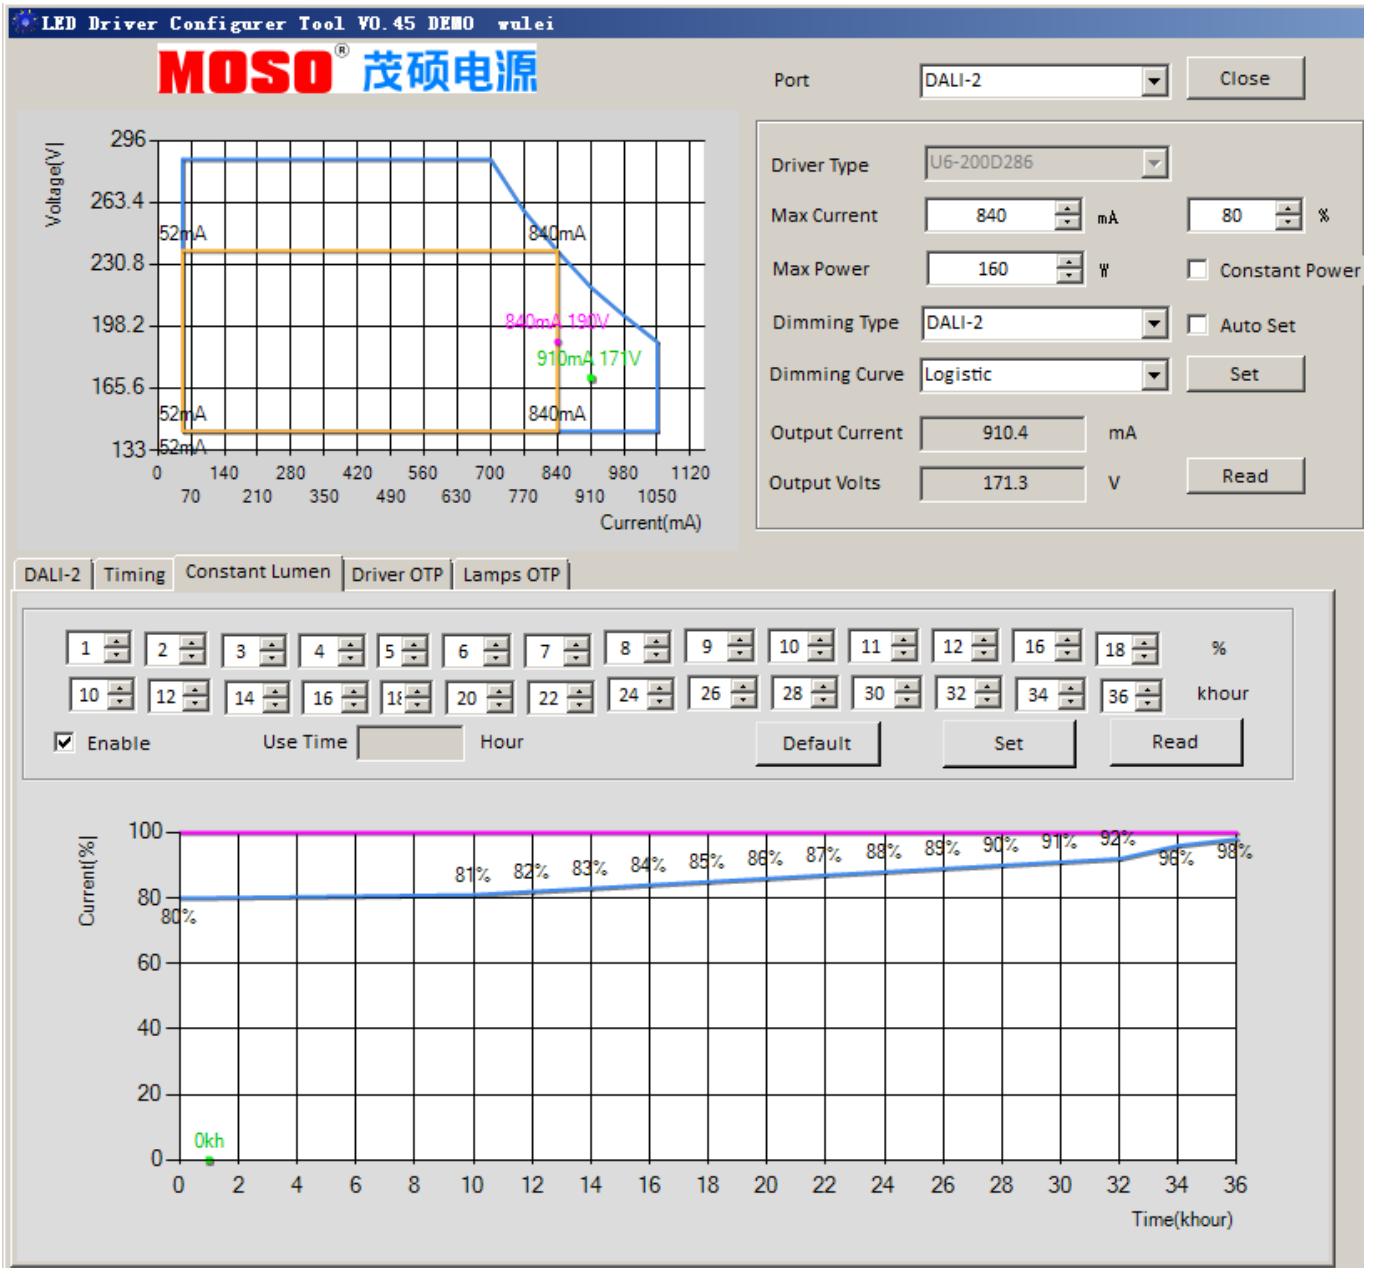 LED Driver Configurer Tool V0.45 DEMO wulei
MOSO® 茂硕电源
Port DALI-2 Close
Voltage[V]
296
263.4
230.8
198.2
165.6
133
52mA 840mA
840mA 190V
910mA 171V
52mA 840mA
52mA
0 140 280 420 560 700 840 980 1120
70 210 350 490 630 770 910 1050
Current(mA)
Driver Type U6-200D286
Max Current 840 mA 80 %
Max Power 160 W Constant Power
Dimming Type DALI-2 Auto Set
Dimming Curve Logistic Set
Output Current 910.4 mA
Output Volts 171.3 V Read
DALI-2 Timing Constant Lumen Driver OTP Lamps OTP
1 2 3 4 5 6 7 8 9 10 11 12 16 18 %
10 12 14 16 18 20 22 24 26 28 30 32 34 36 khour
Enable Use Time Hour Default Set Read
Current[%]
100
80
60
40
20
0
80% 81% 82% 83% 84% 85% 86% 87% 88% 89% 90% 91% 92% 96% 98%
0kh
0 2 4 6 8 10 12 14 16 18 20 22 24 26 28 30 32 34 36
Time(khour)